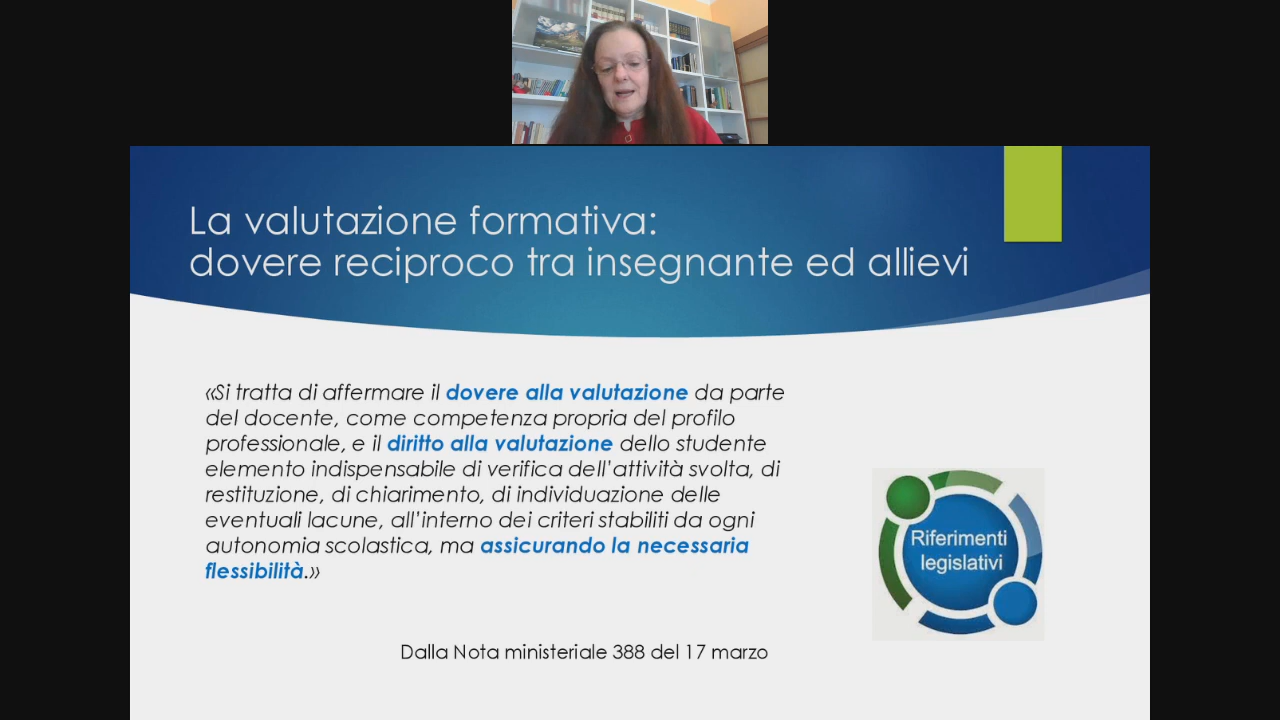 La valutazione formativa:
dovere reciproco tra insegnante ed allievi
«Si tratta di affermare il dovere alla valutazione da parte
del docente, come competenza propria del profilo
professionale, e il diritto alla valutazione dello studente
elemento indispensabile di verifica dell'attività svolta, di
restituzione, di chiarimento, di individuazione delle
eventuali lacune, all'interno dei criteri stabiliti da ogni
autonomia scolastica, ma assicurando la necessaria
flessibilità.»
Riferimenti
legislativi
Dalla Nota ministeriale 388 del 17 marzo